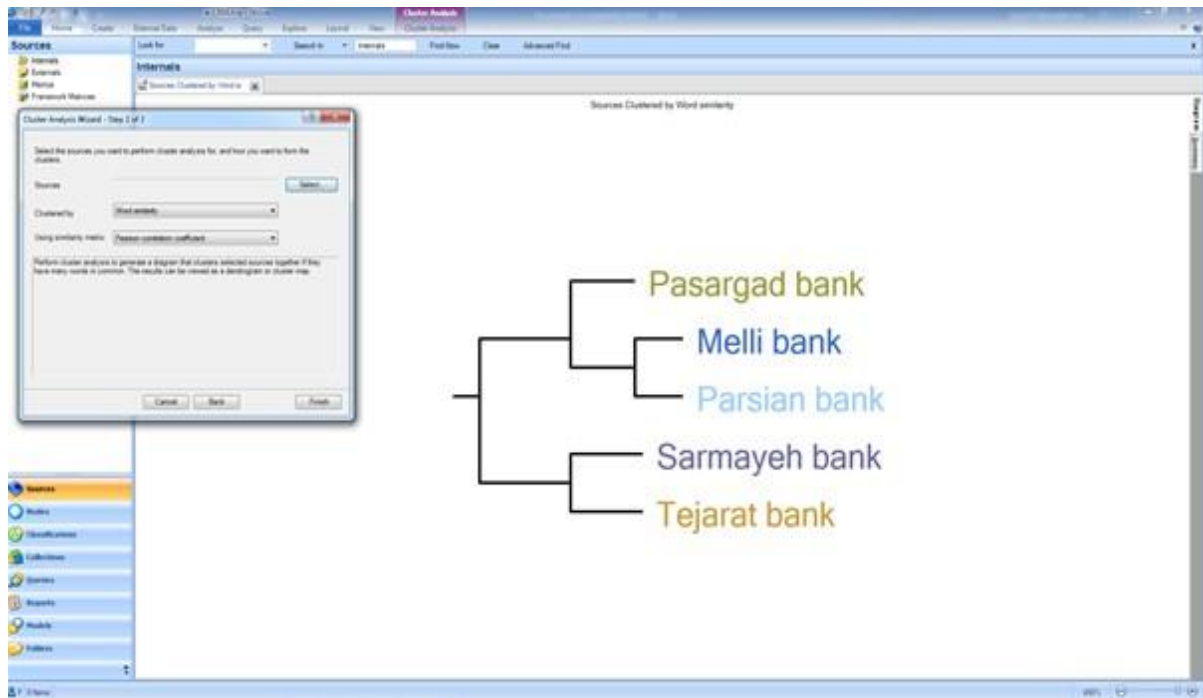 Cluster Analysis
File Home Create External Data Analyze Query Explore Layout View Cluster Analysis
Sources
Look for Search In Internals Find Now Clear Advanced Find
Internals
Externals
Memos
Framework Matrices
Internals
Sources Clustered by Word s
Sources Clustered by Word similarity
Diagram
Summary
Cluster Analysis Wizard - Step 2 of 2
Select the sources you want to perform cluster analysis for, and how you want to form the
clusters.
Sources Select...
Clustered by Word similarity
Using similarity metric Pearson correlation coefficient
Perform cluster analysis to generate a diagram that clusters selected sources together if they
have many words in common. The results can be viewed as a dendrogram or cluster map.
Cancel Back Finish
Pasargad bank
Melli bank
Parsian bank
Sarmayeh bank
Tejarat bank
Sources
Nodes
Classifications
Collections
Queries
Reports
Models
Folders
Items